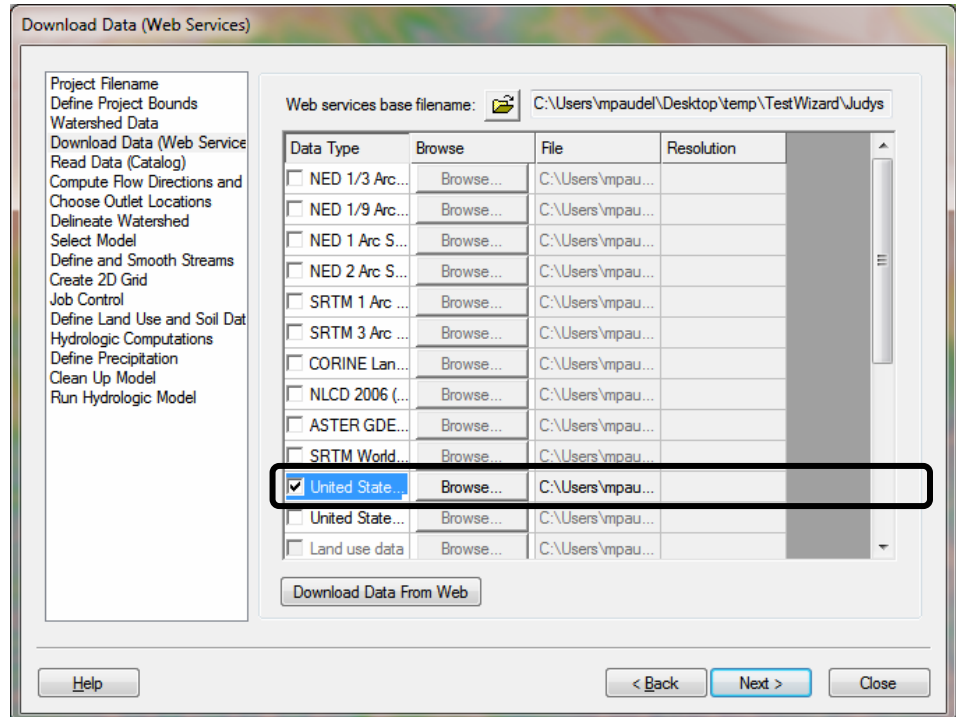 Download Data (Web Services)
Project Filename
Define Project Bounds
Watershed Data
Download Data (Web Service
Read Data (Catalog)
Compute Flow Directions and
Choose Outlet Locations
Delineate Watershed
Select Model
Define and Smooth Streams
Create 2D Grid
Job Control
Define Land Use and Soil Dat
Hydrologic Computations
Define Precipitation
Clean Up Model
Run Hydrologic Model
Web services base filename: C:\Users\mpaudel\Desktop\temp\TestWizard\Judys
Data Type Browse File Resolution
NED 1/3 Arc... Browse... C:\Users\mpau...
NED 1/9 Arc... Browse... C:\Users\mpau...
NED 1 Arc S... Browse... C:\Users\mpau...
NED 2 Arc S... Browse... C:\Users\mpau...
SRTM 1 Arc ... Browse... C:\Users\mpau...
SRTM 3 Arc ... Browse... C:\Users\mpau...
CORINE Lan... Browse... C:\Users\mpau...
NLCD 2006 (... Browse... C:\Users\mpau...
ASTER GDE... Browse... C:\Users\mpau...
SRTM World... Browse... C:\Users\mpau...
United State... Browse... C:\Users\mpau...
United State... Browse... C:\Users\mpau...
Land use data Browse... C:\Users\mpau...
Download Data From Web
Help < Back Next > Close